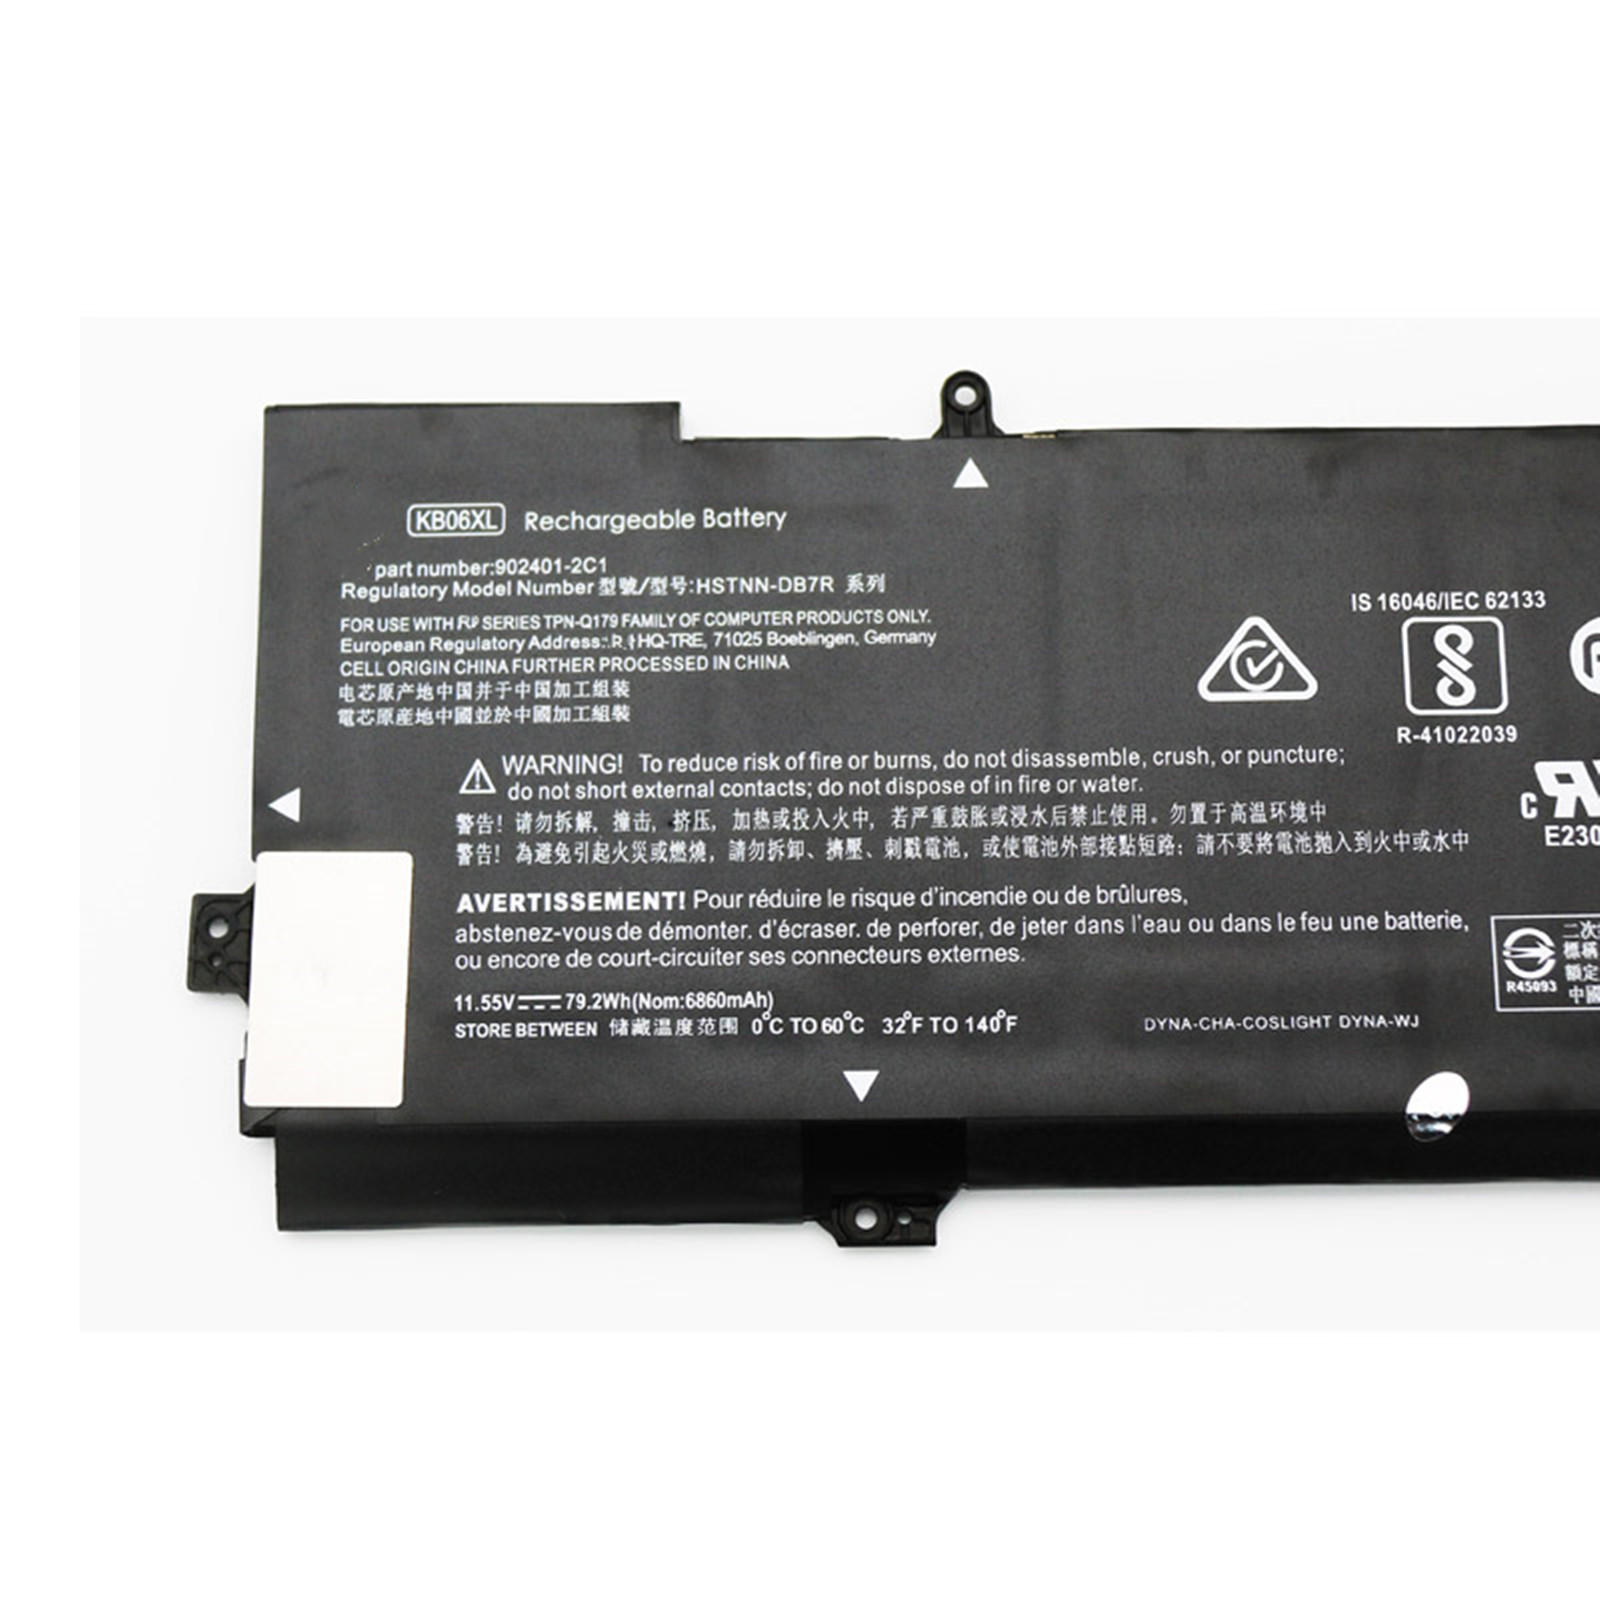 KB06XL Rechargeable Battery
part number:902401-2C1
Regulatory Model Number 型號/型号:HSTNN-DB7R 系列
FOR USE WITH SERIES TPN-Q179 FAMILY OF COMPUTER PRODUCTS ONLY.
European Regulatory Address: HQ-TRE, 71025 Boeblingen, Germany
CELL ORIGIN CHINA FURTHER PROCESSED IN CHINA
电芯原产地中国并于中国加工组装
電芯原産地中國並於中國加工組裝
IS 16046/IEC 62133
R-41022039
WARNING! To reduce risk of fire or burns, do not disassemble, crush, or puncture;
do not short external contacts; do not dispose of in fire or water.
警告! 请勿拆解, 撞击, 挤压, 加热或投入火中, 若严重鼓胀或浸水后禁止使用。勿置于高温环境中
警告! 為避免引起火災或燃燒, 請勿拆卸、擠壓、刺戳電池, 或使電池外部接點短路; 請不要將電池拋入到火中或水中
E230
AVERTISSEMENT! Pour réduire le risque d'incendie ou de brûlures,
abstenez-vous de démonter. d'écraser. de perforer, de jeter dans l'eau ou dans le feu une batterie,
ou encore de court-circuiter ses connecteurs externes.
二次
標稱
額定
中國
R45093
11.55V 79.2Wh(Nom:6860mAh)
STORE BETWEEN 储藏温度范围 0°C TO 60°C 32°F TO 140°F
DYNA-CHA-COSLIGHT DYNA-WJ